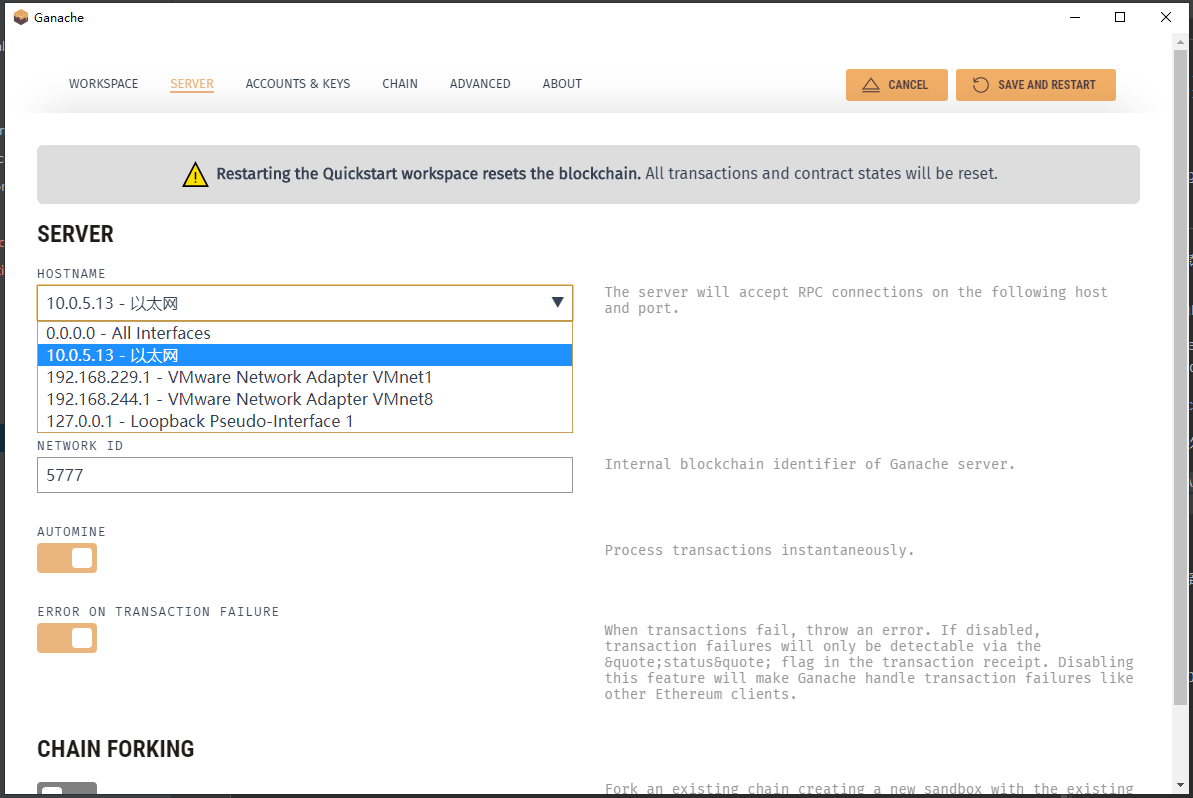 Ganache
WORKSPACE SERVER ACCOUNTS & KEYS CHAIN ADVANCED ABOUT CANCEL SAVE AND RESTART
Restarting the Quickstart workspace resets the blockchain. All transactions and contract states will be reset.
SERVER
HOSTNAME
10.0.5.13 - 以太网
The server will accept RPC connections on the following host
and port.
0.0.0.0 - All Interfaces
10.0.5.13 - 以太网
192.168.229.1 - VMware Network Adapter VMnet1
192.168.244.1 - VMware Network Adapter VMnet8
127.0.0.1 - Loopback Pseudo-Interface 1
NETWORK ID
5777
Internal blockchain identifier of Ganache server.
AUTOMINE
Process transactions instantaneously.
ERROR ON TRANSACTION FAILURE
When transactions fail, throw an error. If disabled,
transaction failures will only be detectable via the
&quote;status&quote; flag in the transaction receipt. Disabling
this feature will make Ganache handle transaction failures like
other Ethereum clients.
CHAIN FORKING
Fork an existing chain creating a new sandbox with the existing